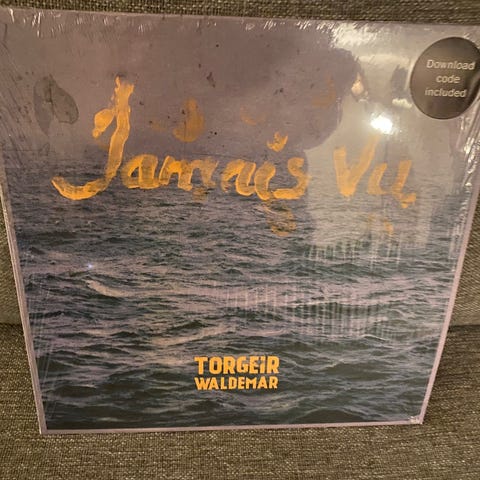 Download
code
included
Jamais Vu
TORGEIR
WALDEMAR